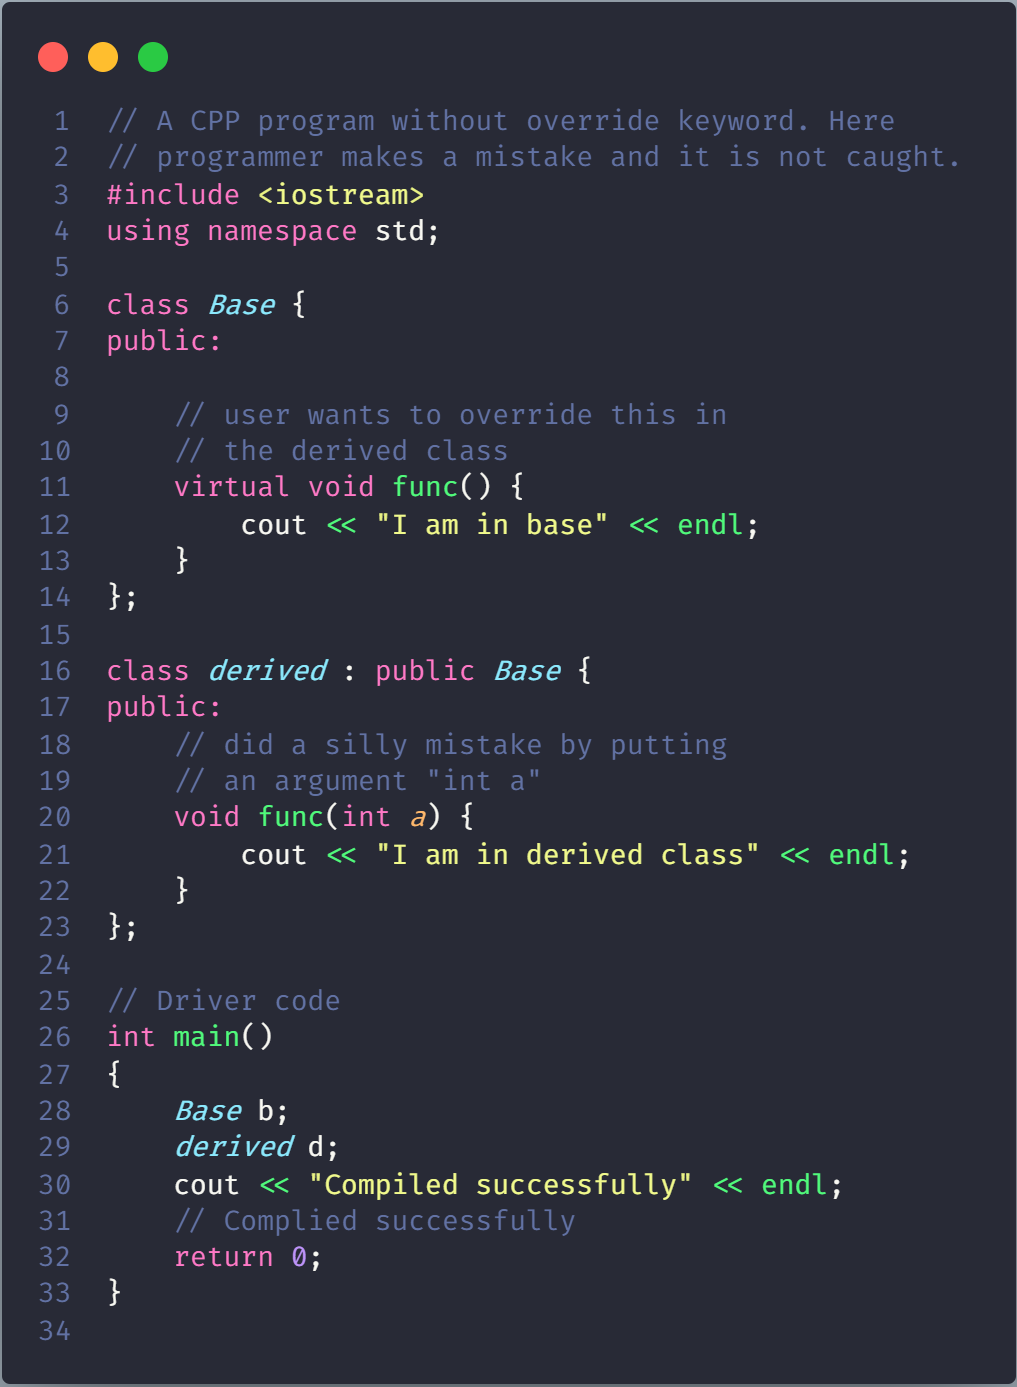 1 // A CPP program without override keyword. Here
2 // programmer makes a mistake and it is not caught.
3 #include <iostream>
4 using namespace std;
5
6 class Base {
7 public:
8
9     // user wants to override this in
10     // the derived class
11     virtual void func() {
12         cout << "I am in base" << endl;
13     }
14 };
15
16 class derived : public Base {
17 public:
18     // did a silly mistake by putting
19     // an argument "int a"
20     void func(int a) {
21         cout << "I am in derived class" << endl;
22     }
23 };
24
25 // Driver code
26 int main()
27 {
28     Base b;
29     derived d;
30     cout << "Compiled successfully" << endl;
31     // Complied successfully
32     return 0;
33 }
34